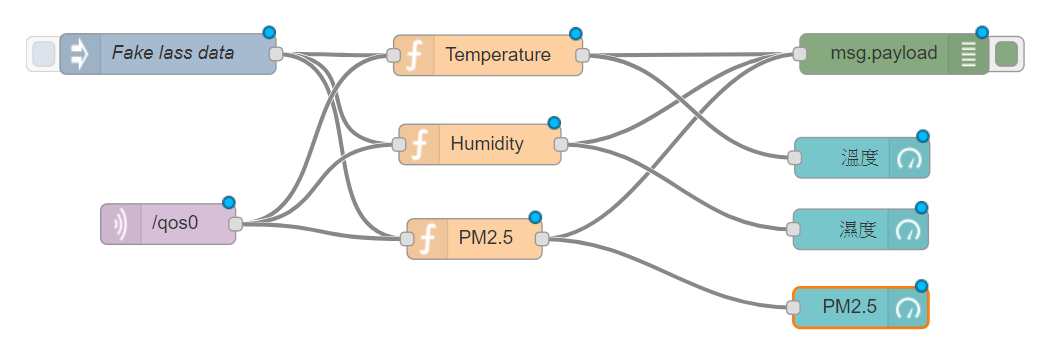 Fake lass data
Temperature
msg.payload
Humidity
溫度
/qos0
PM2.5
濕度
PM2.5